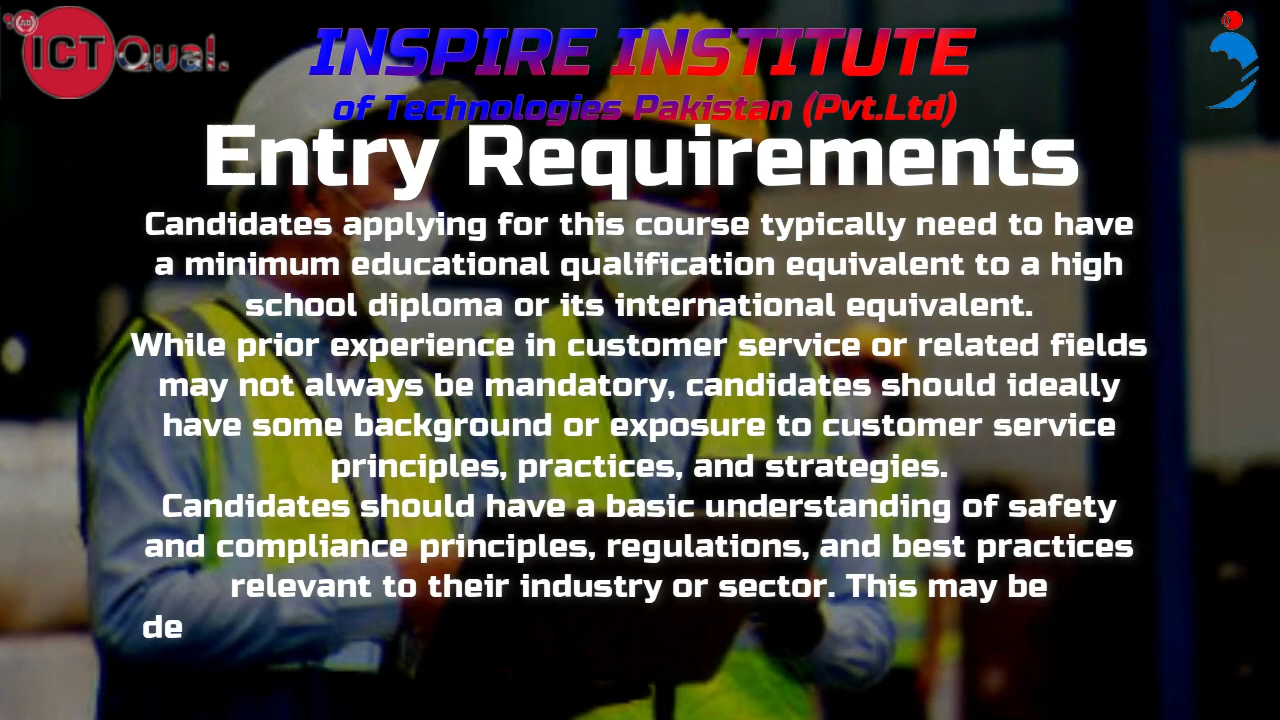 ICTQual.
INSPIRE INSTITUTE
of Technologies Pakistan (Pvt.Ltd)
Entry Requirements
Candidates applying for this course typically need to have
a minimum educational qualification equivalent to a high
school diploma or its international equivalent.
While prior experience in customer service or related fields
may not always be mandatory, candidates should ideally
have some background or exposure to customer service
principles, practices, and strategies.
Candidates should have a basic understanding of safety
and compliance principles, regulations, and best practices
relevant to their industry or sector. This may be
de